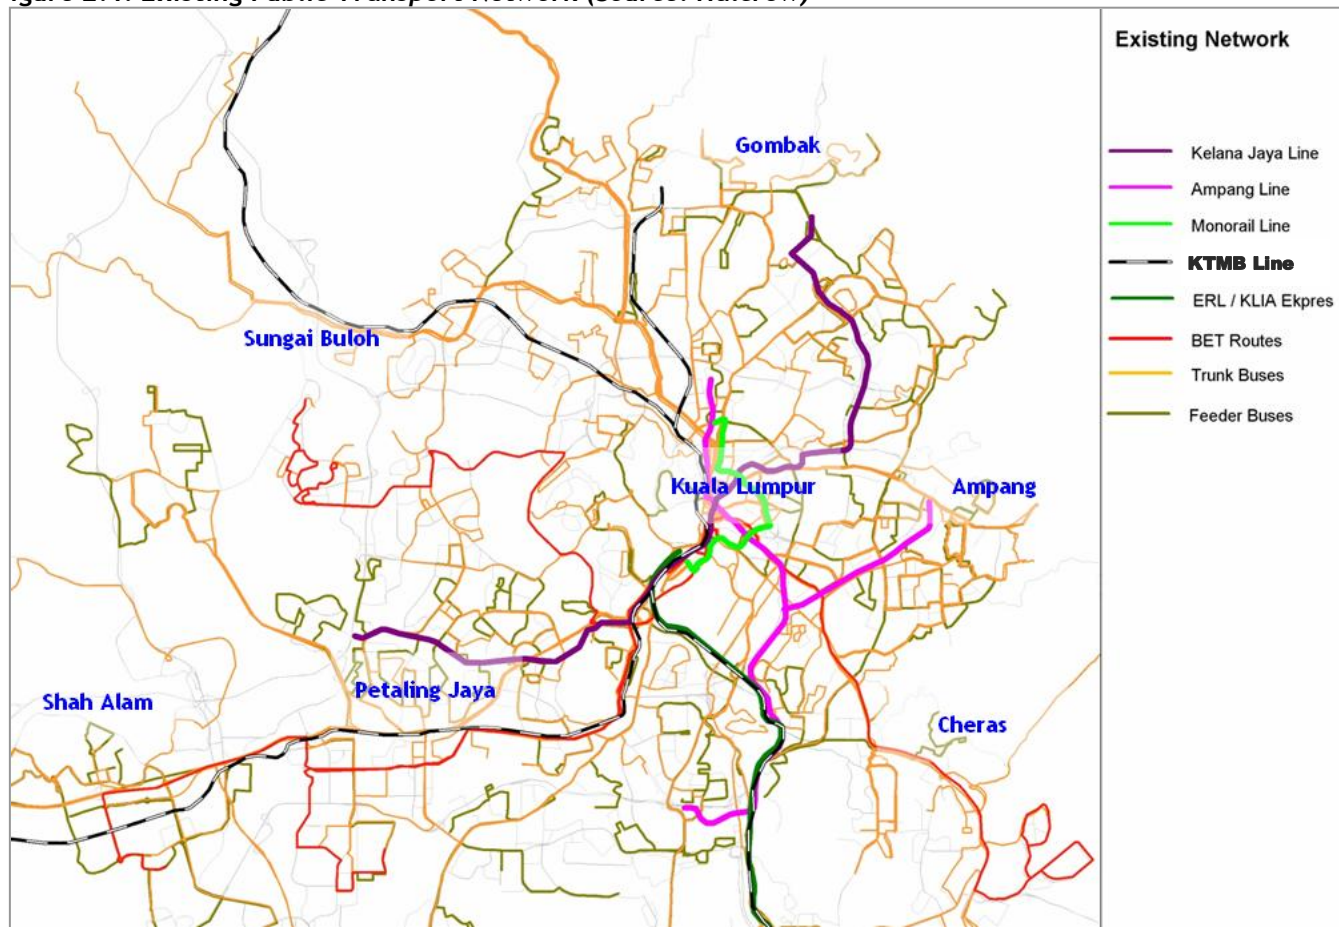 Existing Network
Gombak
Kelana Jaya Line
Ampang Line
Monorail Line
KTMB Line
ERL / KLIA Ekpres
Sungai Buloh
BET Routes
Trunk Buses
Feeder Buses
Kuala Lumpur
Ampang
Petaling Jaya
Shah Alam
Cheras